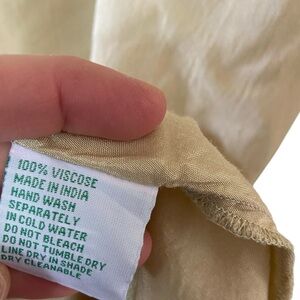 100% VISCOSE
MADE IN INDIA
HAND WASH
SEPARATELY
IN COLD WATER
DO NOT BLEACH
DO NOT TUMBLE DRY
LINE DRY IN SHADE
DRY CLEANABLE